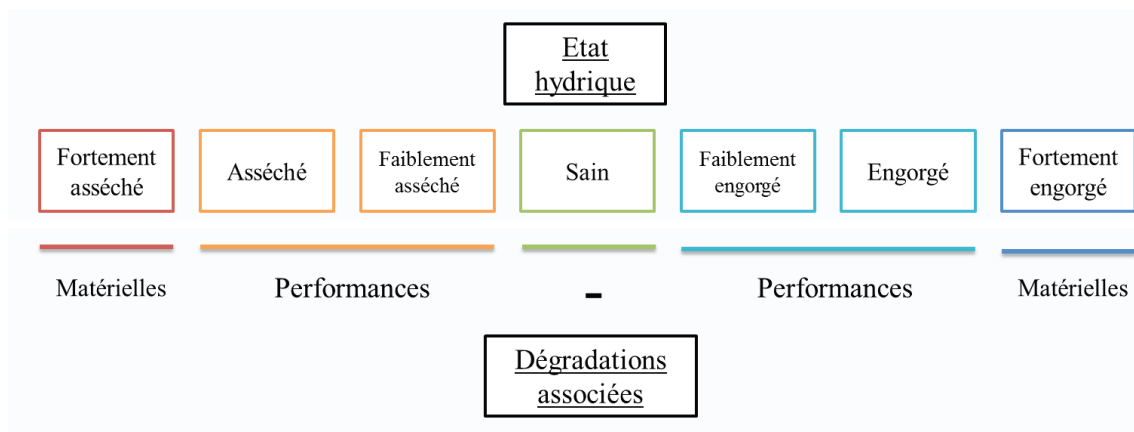 Etat
hydrique
Fortement
asséché
Asséché
Faiblement
asséché
Sain
Faiblement
engorgé
Engorgé
Fortement
engorgé
Matérielles
Performances
-
Performances
Matérielles
Dégradations
associées